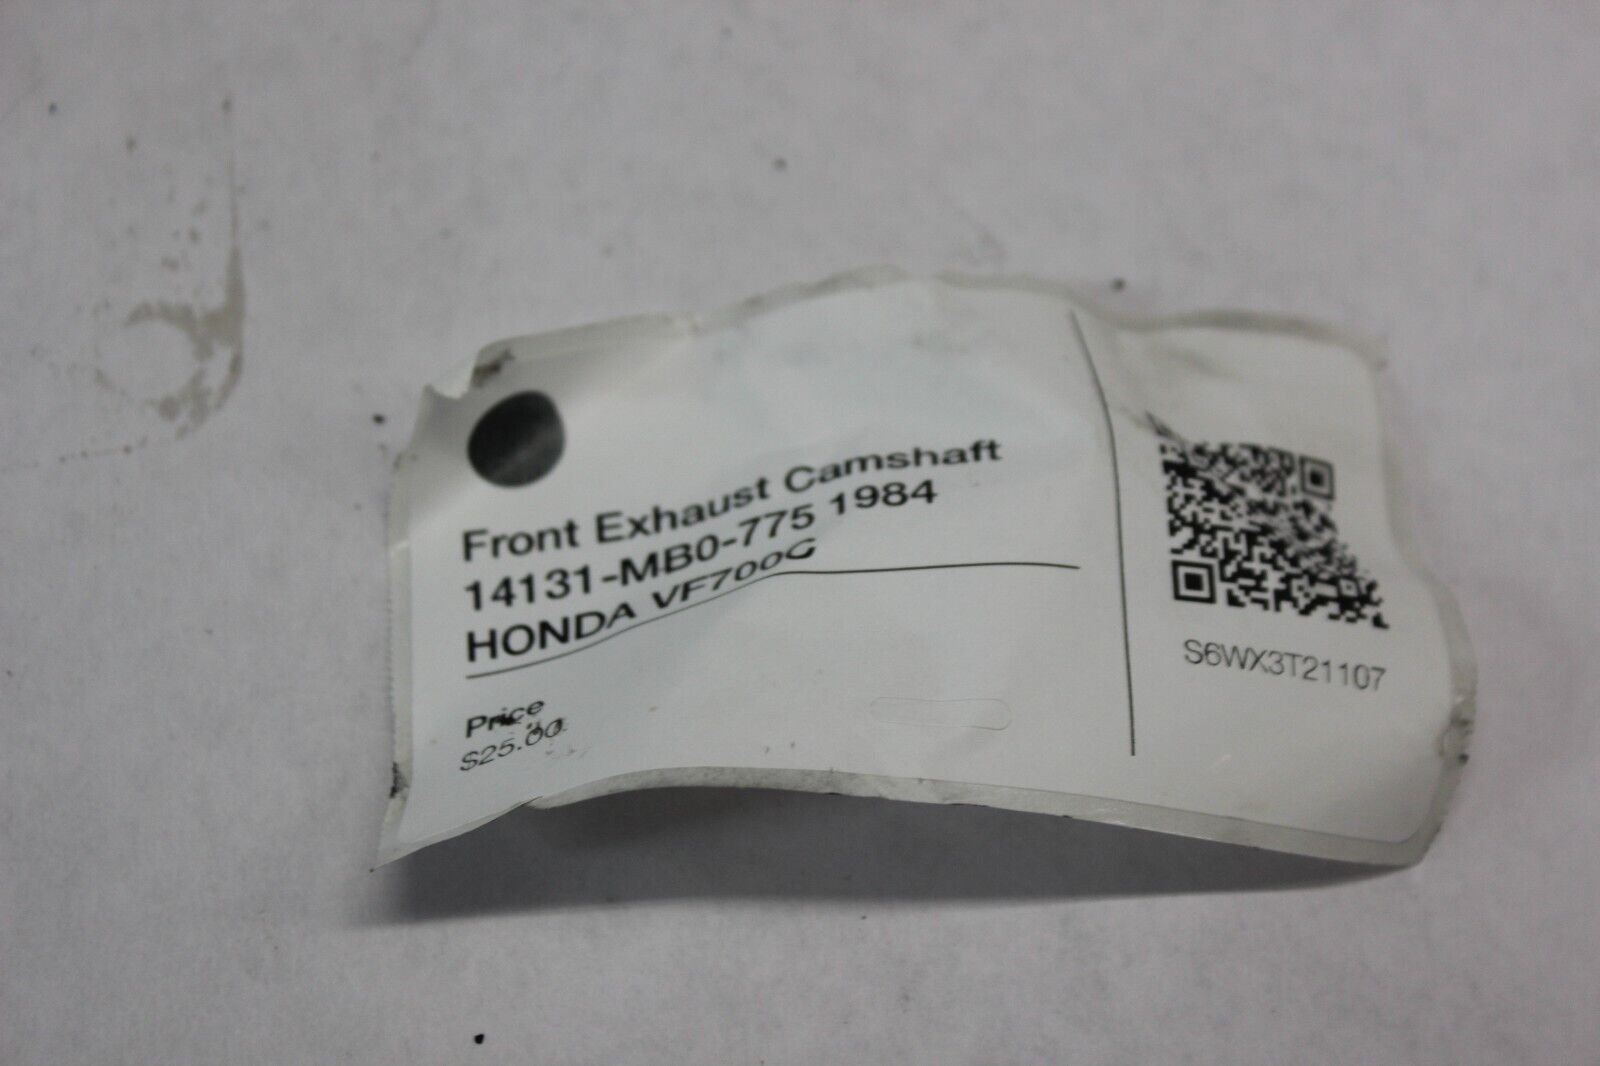 Front Exhaust Camshaft
14131-MB0-775 1984
HONDA VF700C
Price
$25.00
S6WX3T21107